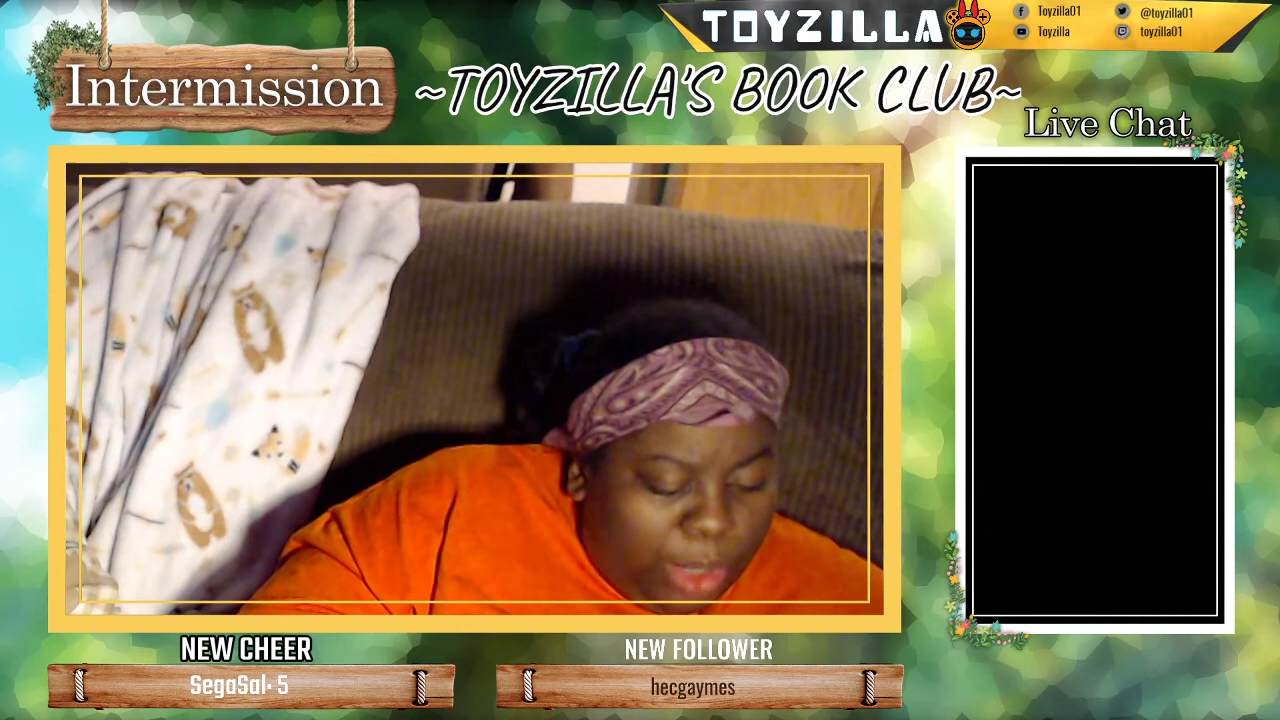 TOYZILLA
Toyzilla01
@toyzilla01
Toyzilla
toyzilla01
Intermission
~TOYZILLA'S BOOK CLUB~
Live Chat
NEW CHEER
SegaSal: 5
NEW FOLLOWER
hecgaymes